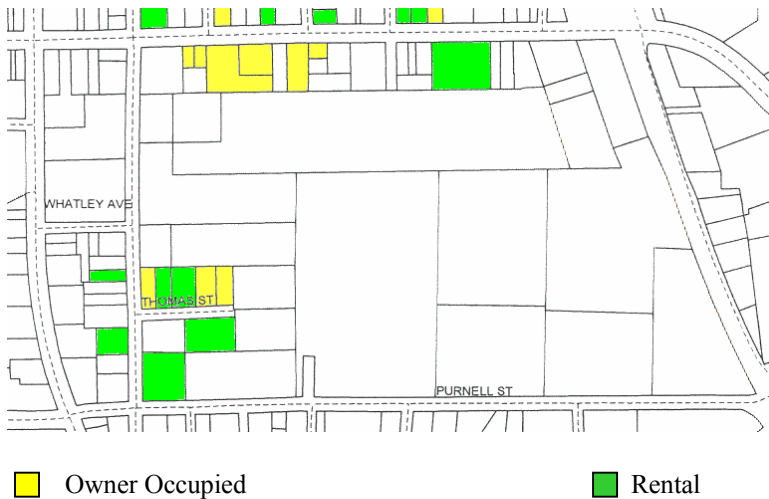 WHATLEY AVE
THOMAS ST
PURNELL ST
Owner Occupied
Rental